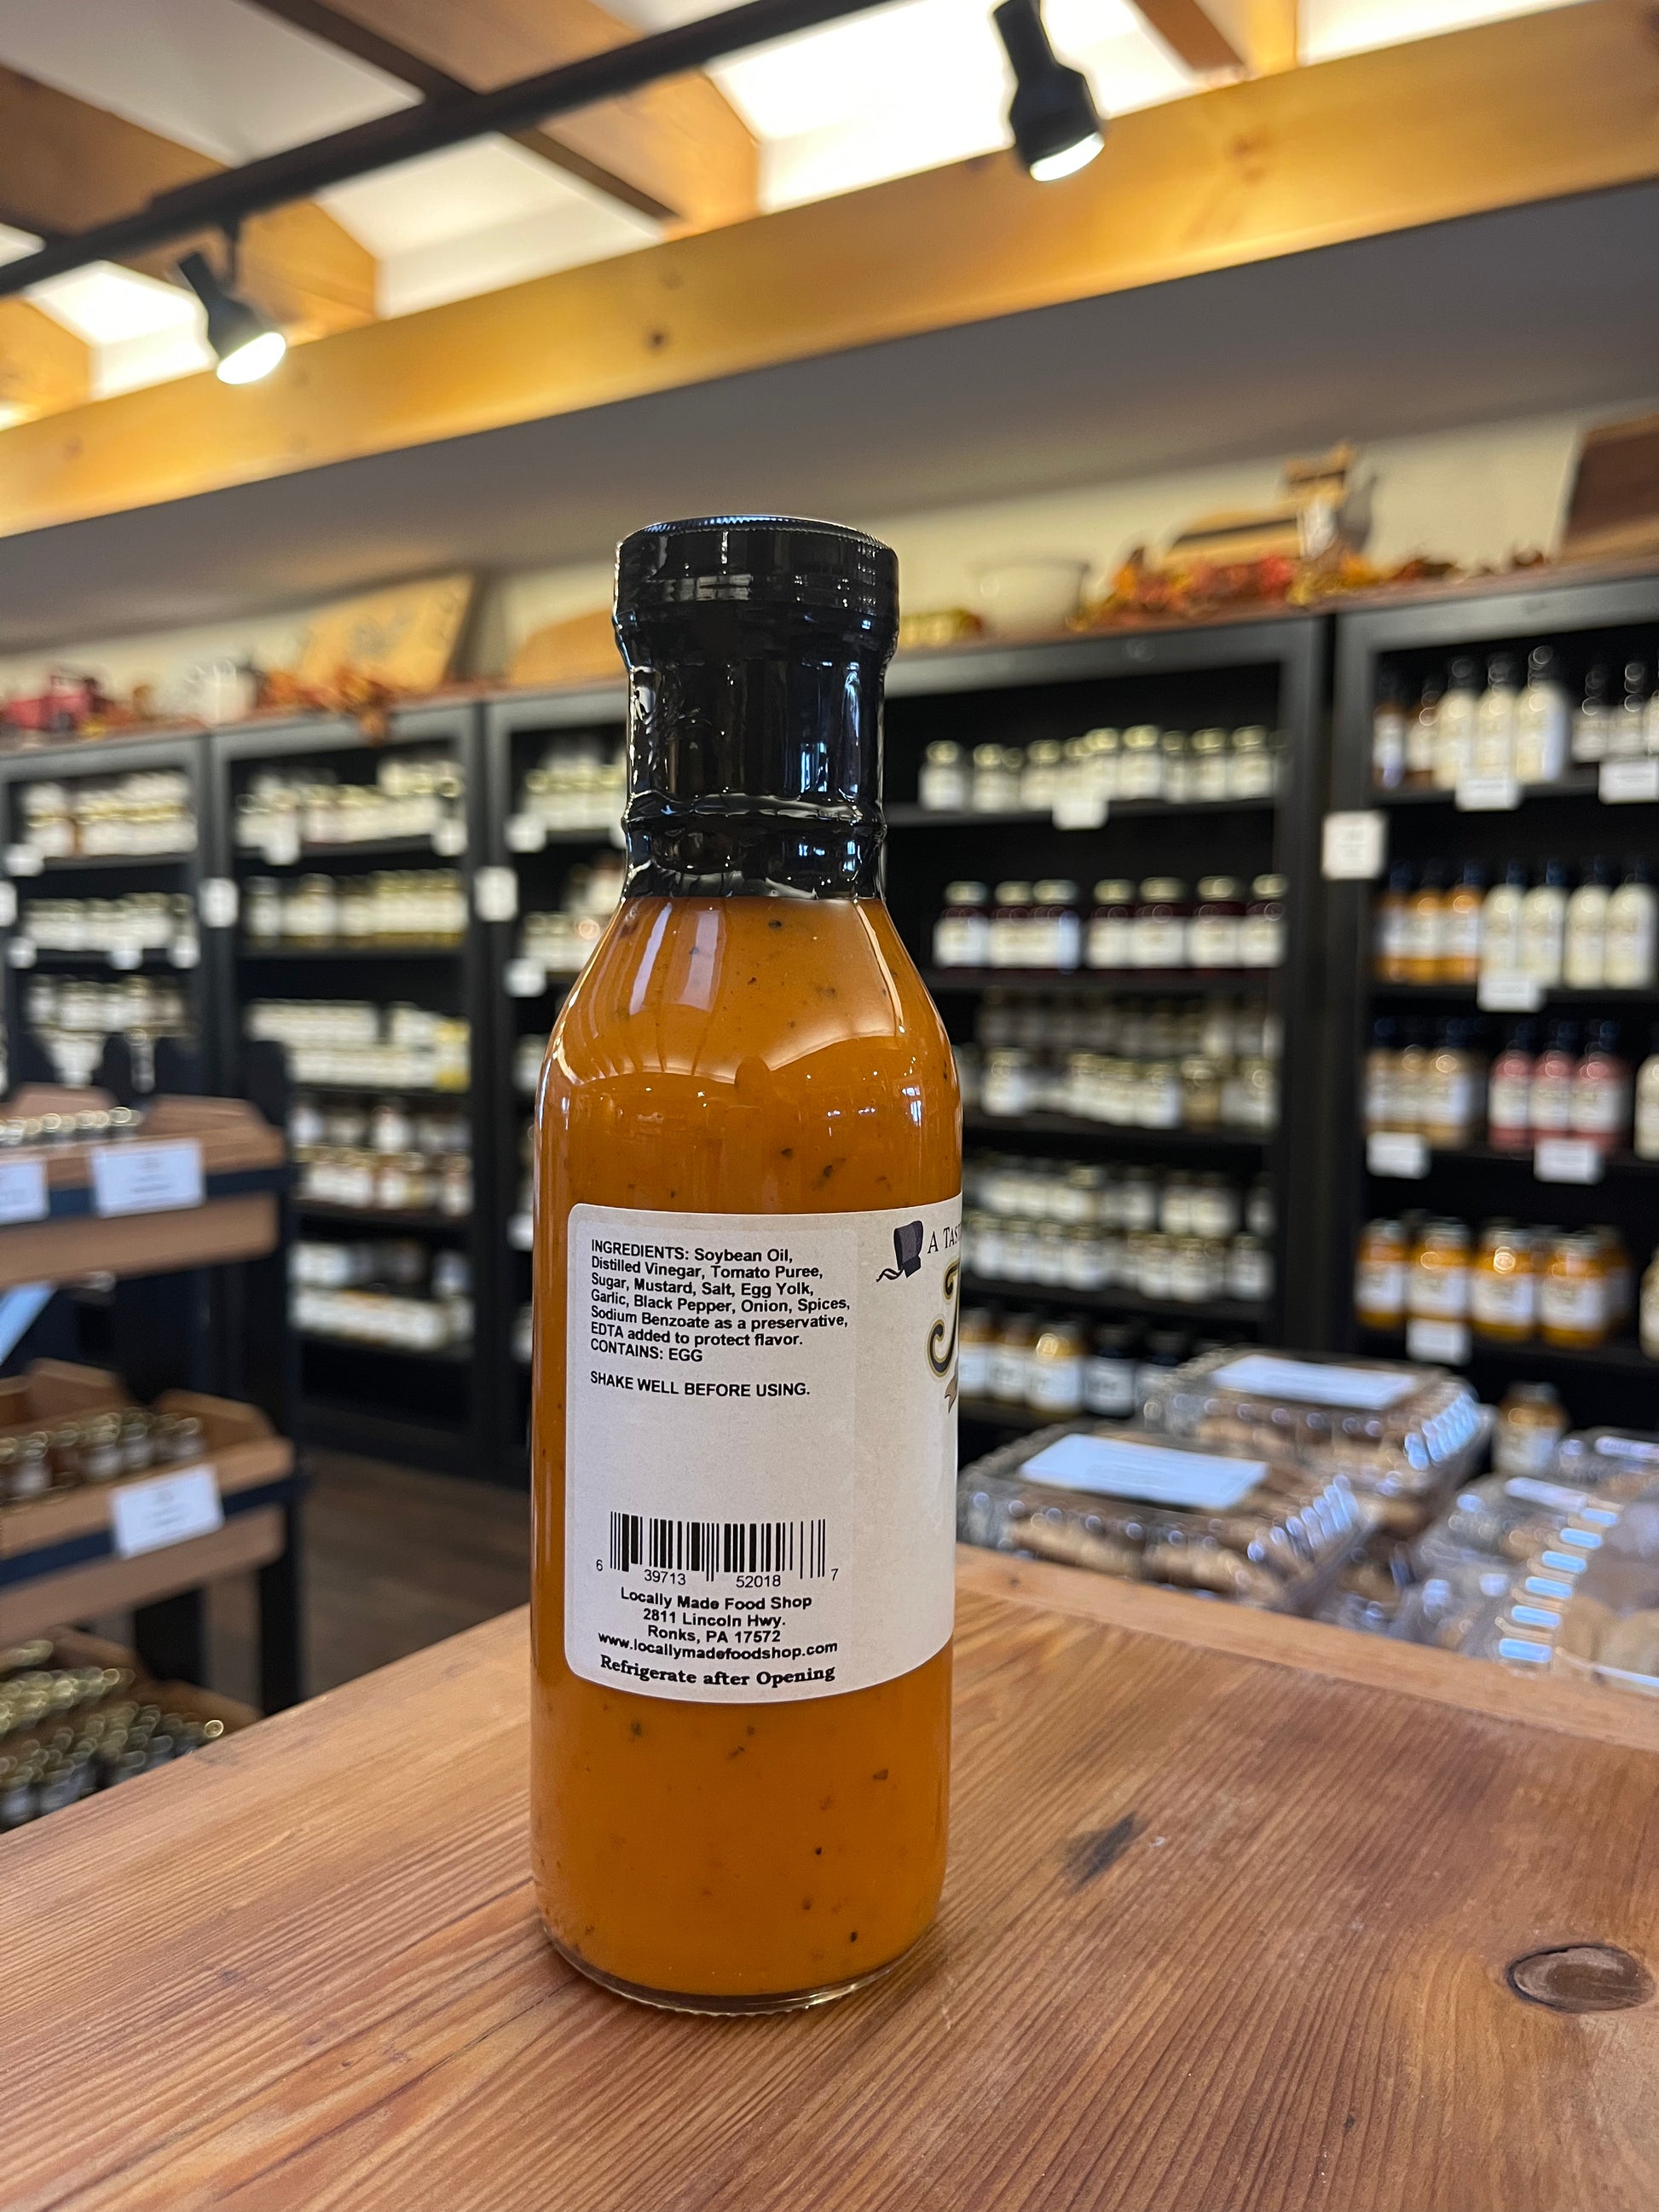 INGREDIENTS: Soybean Oil,
Distilled Vinegar, Tomato Puree,
Sugar, Mustard, Salt, Egg Yolk,
Garlic, Black Pepper, Onion, Spices,
Sodium Benzoate as a preservative,
EDTA added to protect flavor.
CONTAINS: EGG
SHAKE WELL BEFORE USING.
6 39713 52018 7
Locally Made Food Shop
2811 Lincoln Hwy.
Ronks, PA 17572
www.locallymadefoodshop.com
Refrigerate after Opening
A TAS